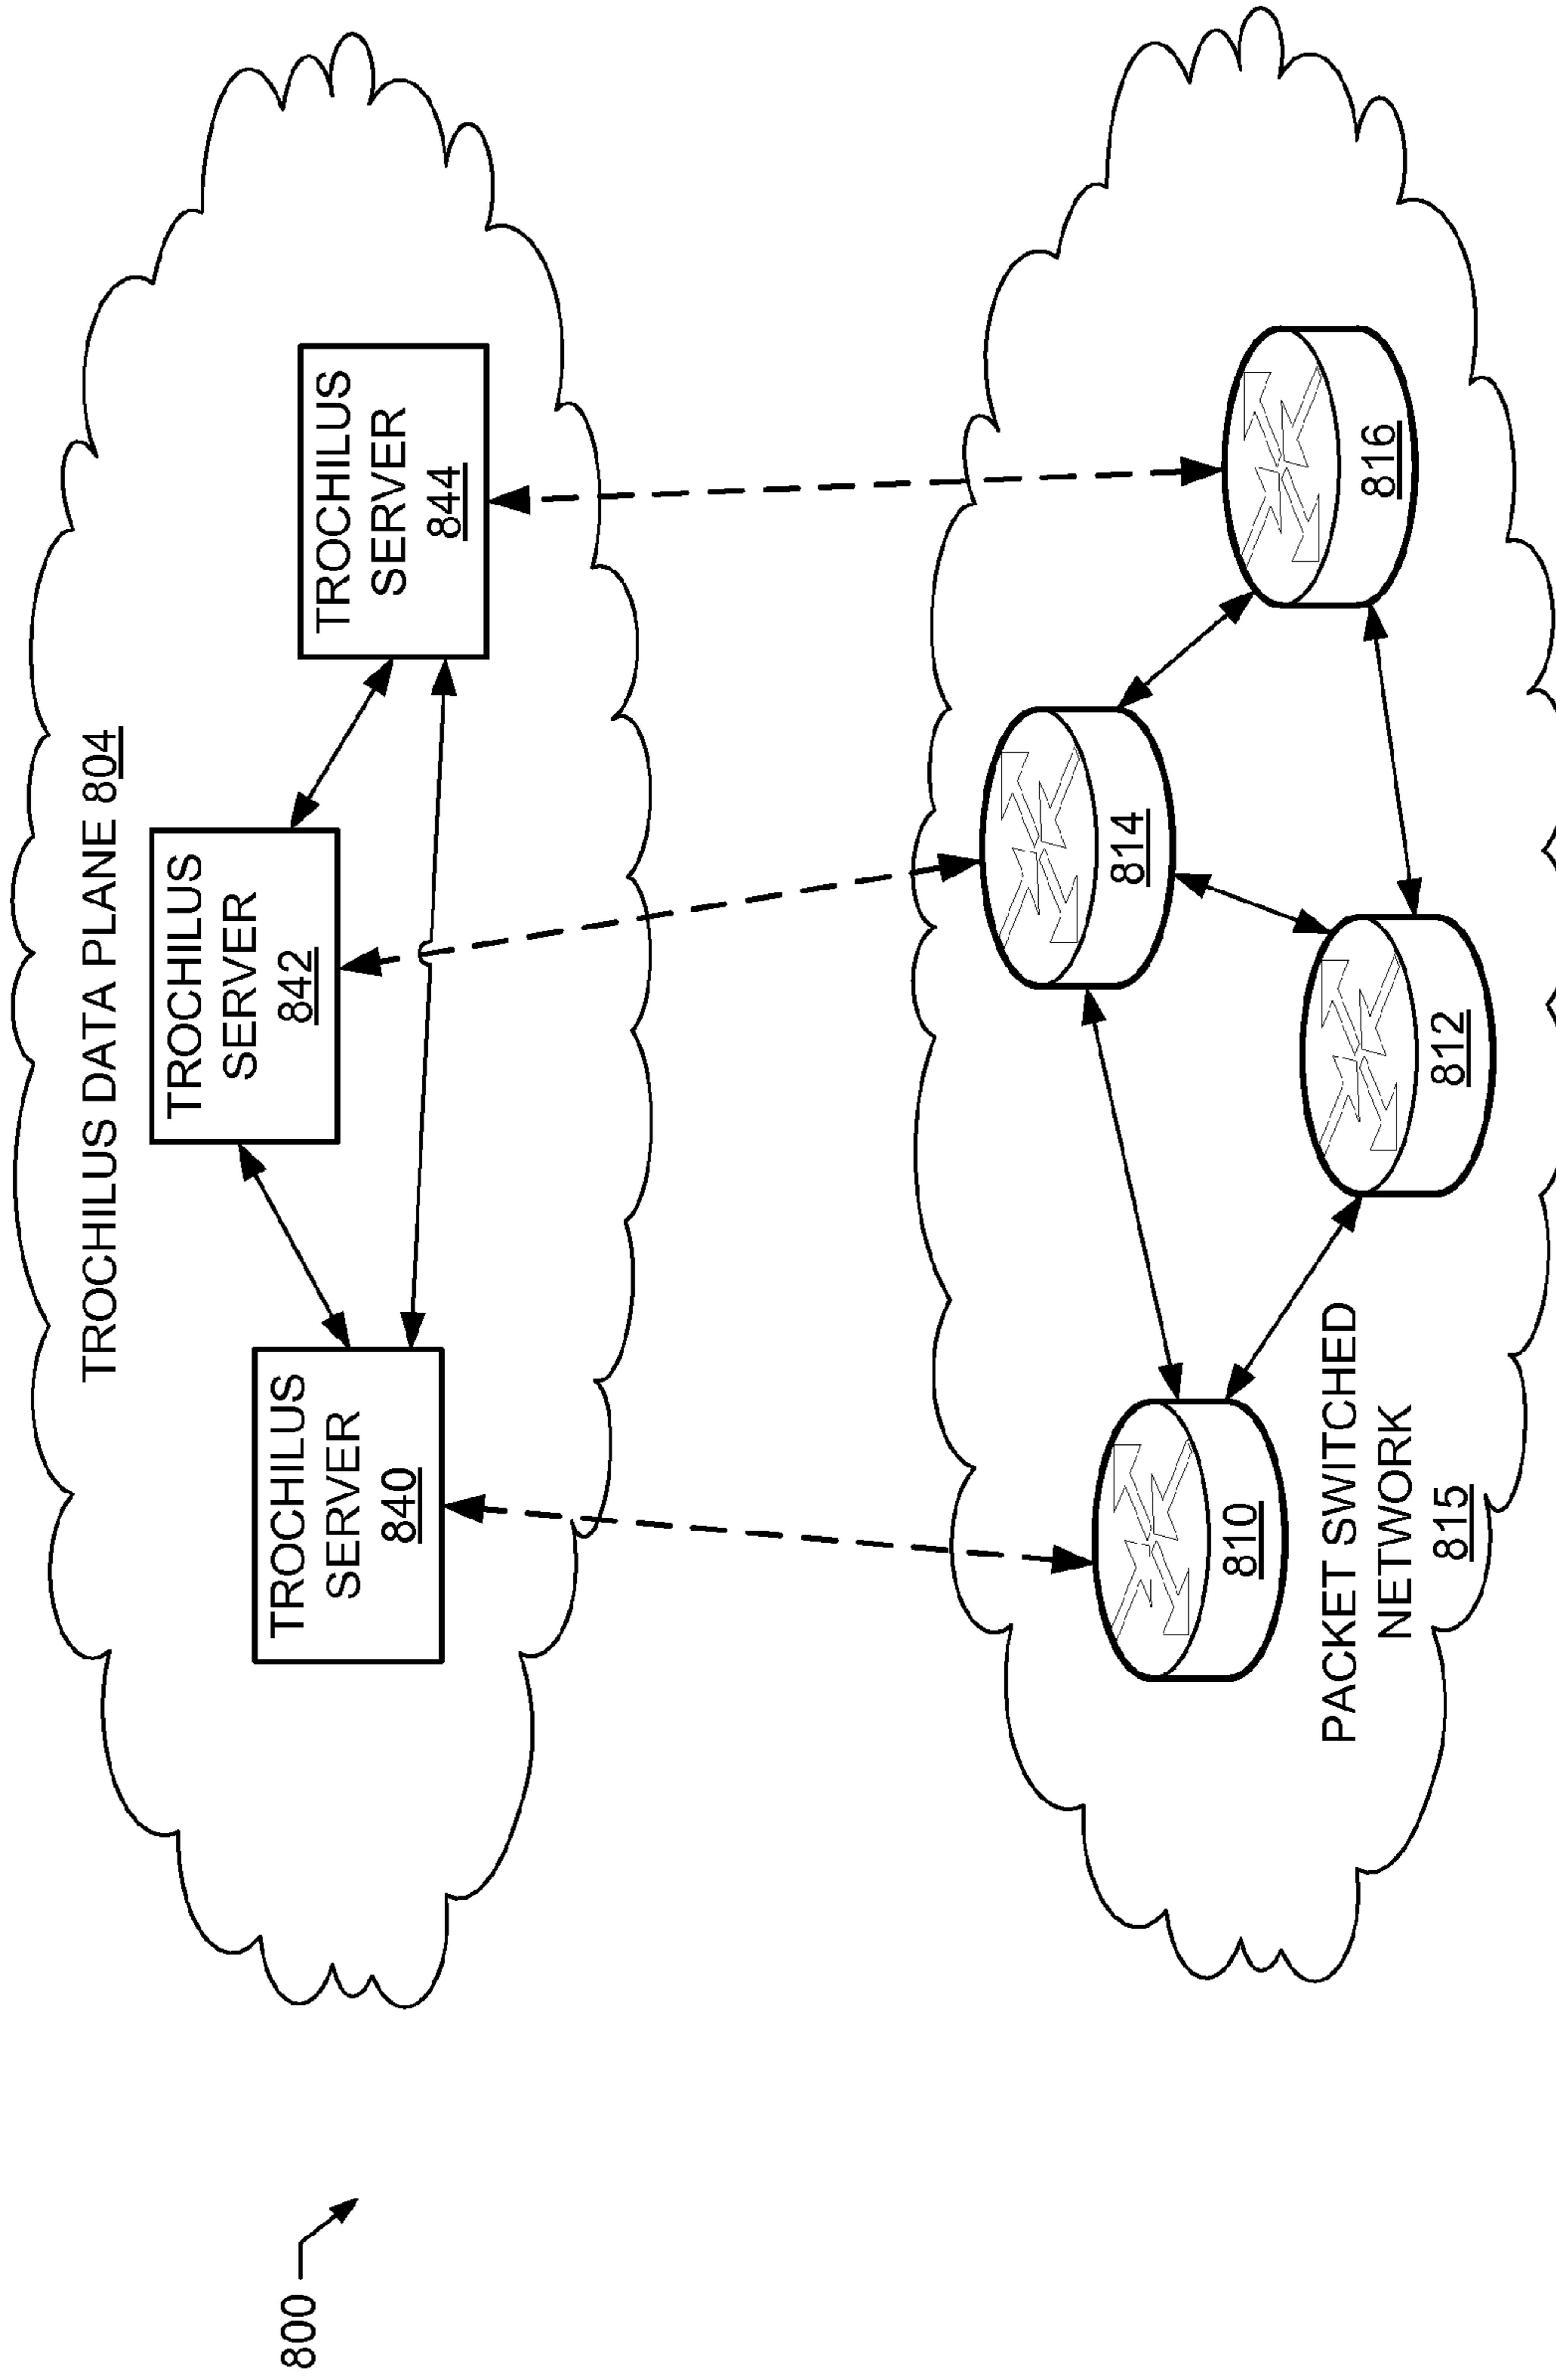 800
TROCHILUS DATA PLANE 804
TROCHILUS
SERVER
840
TROCHILUS
SERVER
842
TROCHILUS
SERVER
844
810
812
814
816
PACKET SWITCHED
NETWORK
815